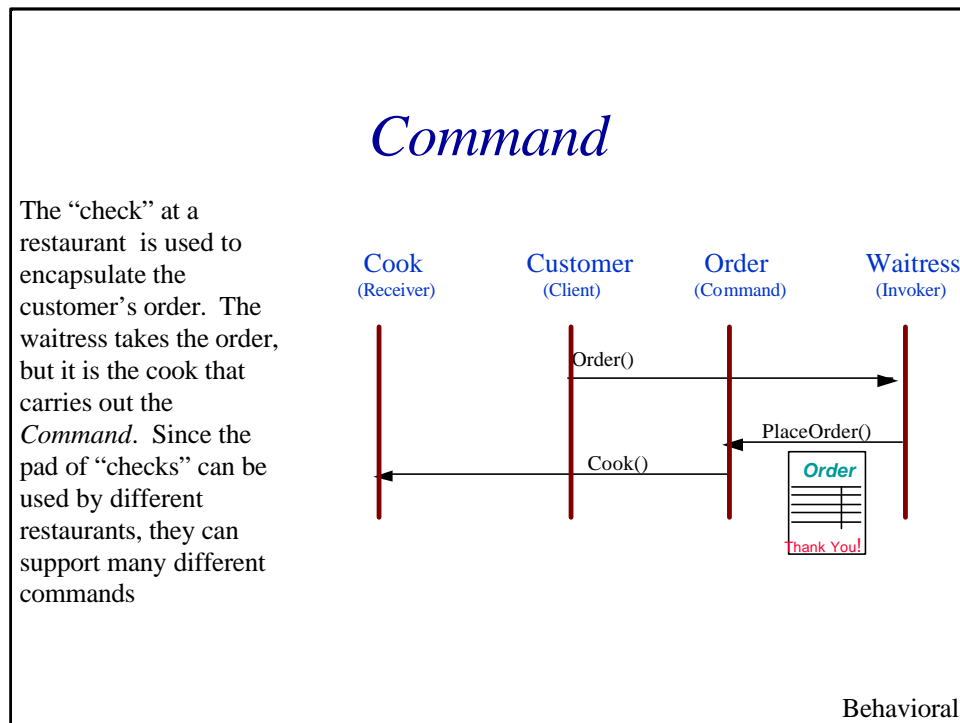 Command
The “check” at a
restaurant is used to
encapsulate the
customer’s order. The
waitress takes the order,
but it is the cook that
carries out the
Command. Since the
pad of “checks” can be
used by different
restaurants, they can
support many different
commands
Cook
(Receiver)
Customer
(Client)
Order
(Command)
Waitress
(Invoker)
Order()
PlaceOrder()
Cook()
Order
Thank You!
Behavioral